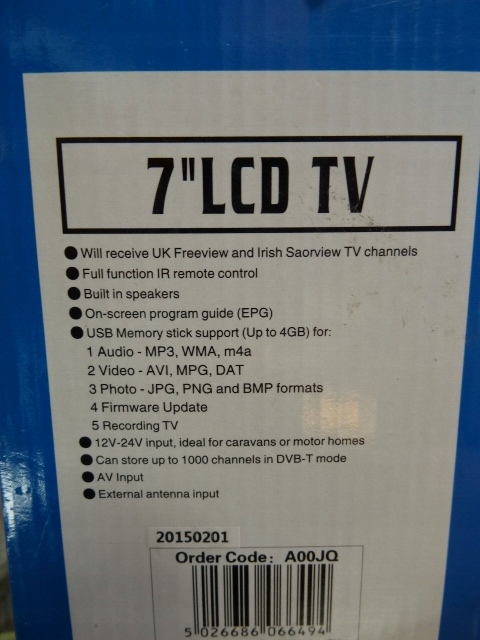 7"LCD TV
● Will receive UK Freeview and Irish Saorview TV channels
● Full function IR remote control
● Built in speakers
● On-screen program guide (EPG)
● USB Memory stick support (Up to 4GB) for:
1 Audio - MP3, WMA, m4a
2 Video - AVI, MPG, DAT
3 Photo - JPG, PNG and BMP formats
4 Firmware Update
5 Recording TV
● 12V-24V input, ideal for caravans or motor homes
● Can store up to 1000 channels in DVB-T mode
● AV Input
● External antenna input
20150201
Order Code: A00JQ
5 026686 066494